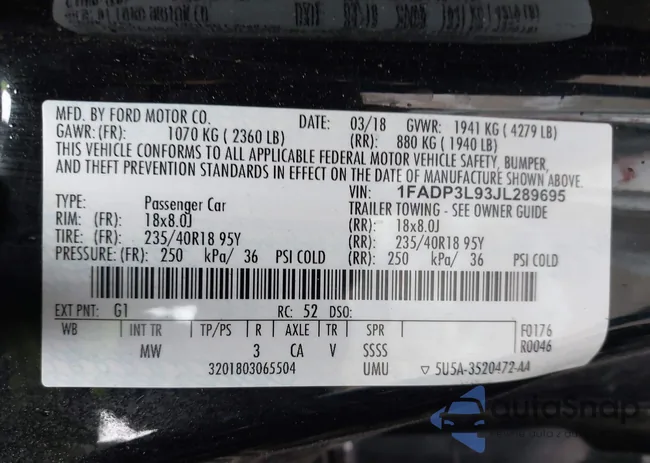 MFD. BY FORD MOTOR CO. DATE: 03/18 GVWR: 1941 KG ( 4279 LB)
GAWR: (FR): 1070 KG ( 2360 LB) (RR): 880 KG ( 1940 LB)
THIS VEHICLE CONFORMS TO ALL APPLICABLE FEDERAL MOTOR VEHICLE SAFETY, BUMPER,
AND THEFT PREVENTION STANDARDS IN EFFECT ON THE DATE OF MANUFACTURE SHOWN ABOVE.
VIN: 1FADP3L93JL289695
TYPE: Passenger Car TRAILER TOWING - SEE OWNER GUIDE
RIM: (FR): 18x8.0J (RR): 18x8.0J
TIRE: (FR): 235/40R18 95Y (RR): 235/40R18 95Y
PRESSURE: (FR): 250 kPa/ 36 PSI COLD (RR): 250 kPa/ 36 PSI COLD
EXT PNT: G1 RC: 52 DSO:
WB INT TR TP/PS R AXLE TR SPR F0176
MW 3 CA V SSSS R0046
3201803065504 UMU ▽ 5U5A-3520472-AA
autoSnap